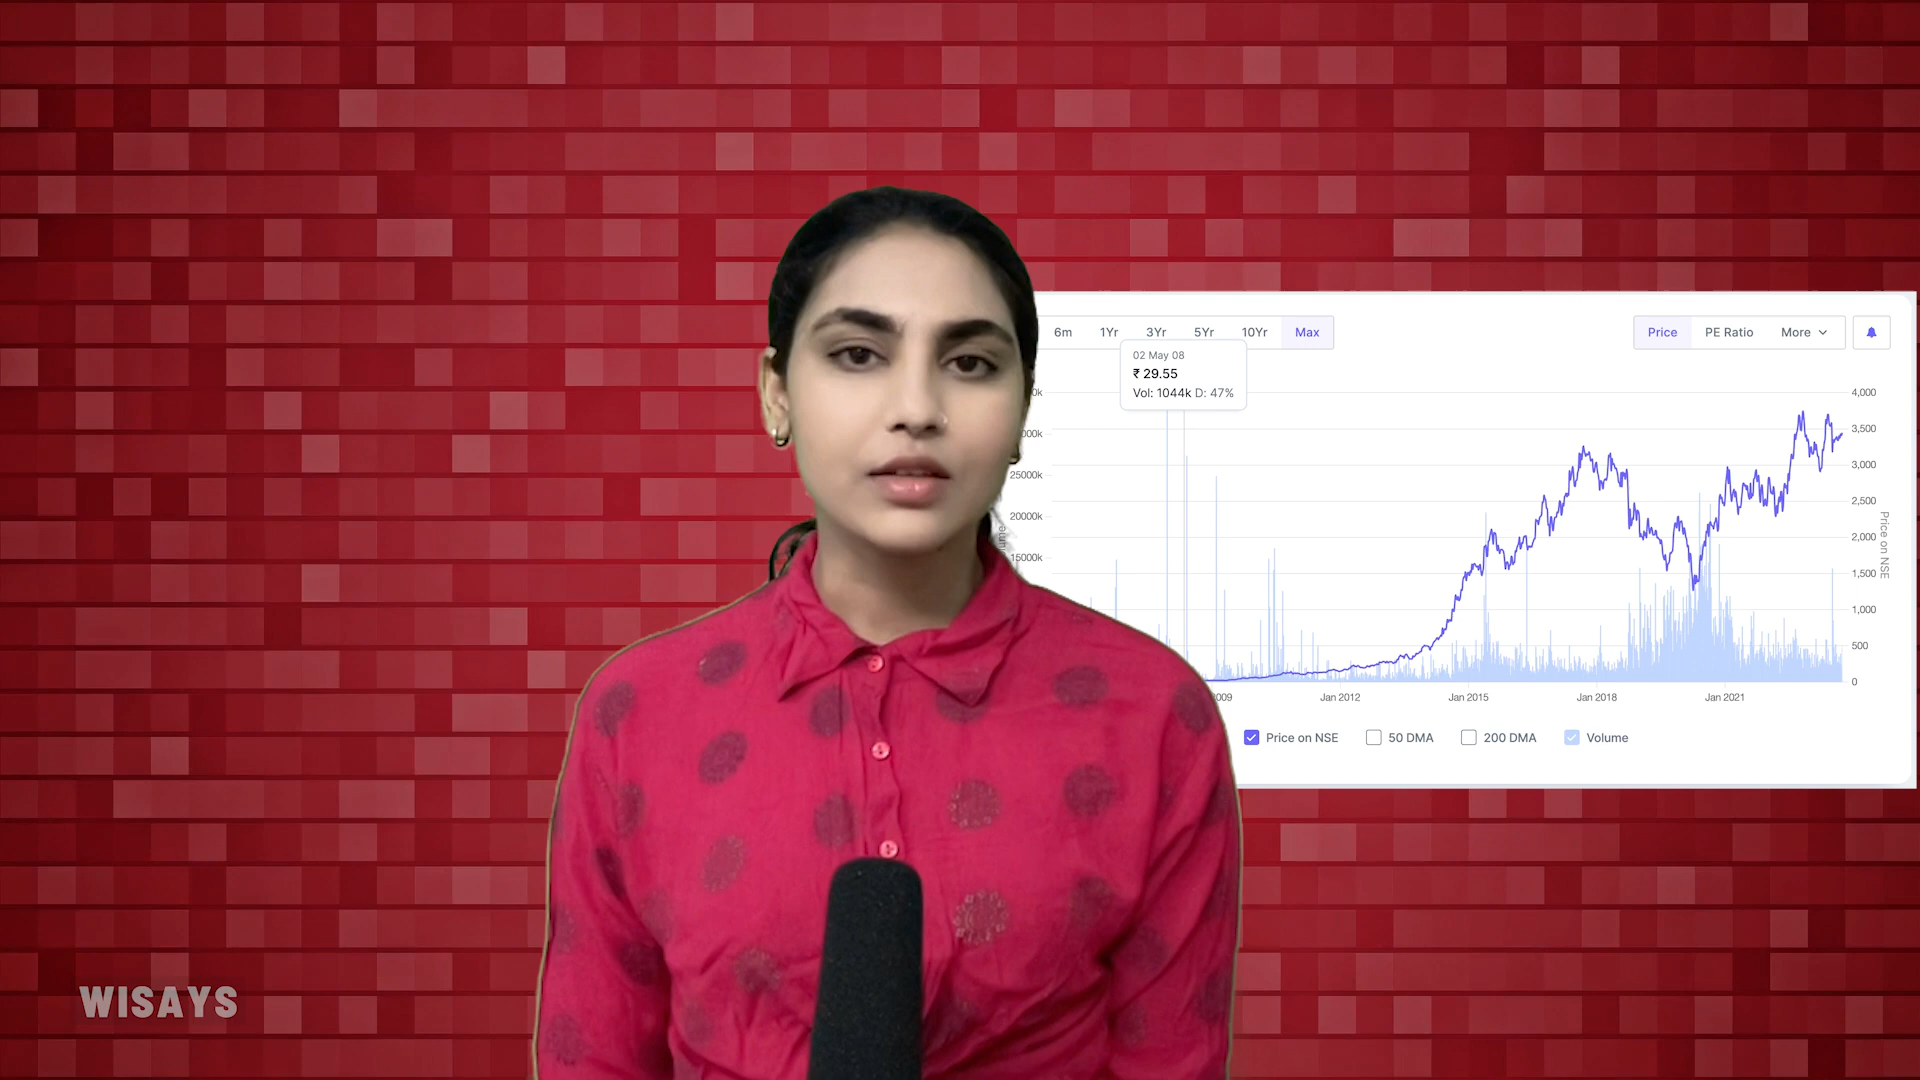 6m 1Yr 3Yr 5Yr 10Yr Max
Price PE Ratio More
02 May 08
₹ 29.55
Vol: 1044k D: 47%
25000k
20000k
15000k
4,000
3,500
3,000
2,500
2,000
1,500
1,000
500
0
Price on NSE
Jan 2012 Jan 2015 Jan 2018 Jan 2021
Price on NSE 50 DMA 200 DMA Volume
WISAYS